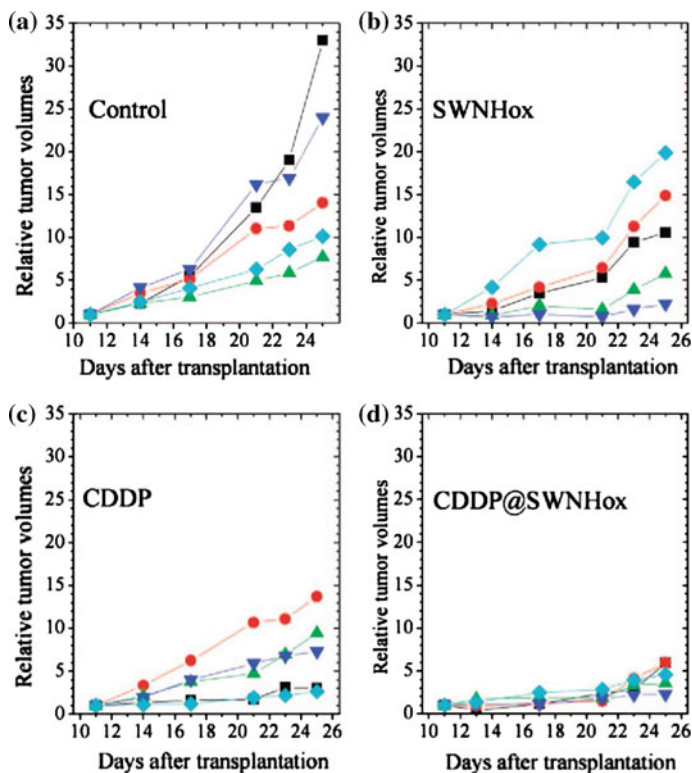 (a)
35
30
25
20
15
10
5
0
Relative tumor volumes
Control
10 12 14 16 18 20 22 24 26
Days after transplantation
(b)
35
30
25
20
15
10
5
0
Relative tumor volumes
SWNHox
10 12 14 16 18 20 22 24 26
Days after transplantation
(c)
35
30
25
20
15
10
5
0
Relative tumor volumes
CDDP
10 12 14 16 18 20 22 24 26
Days after transplantation
(d)
35
30
25
20
15
10
5
0
Relative tumor volumes
CDDP@SWNHox
10 12 14 16 18 20 22 24 26
Days after transplantation